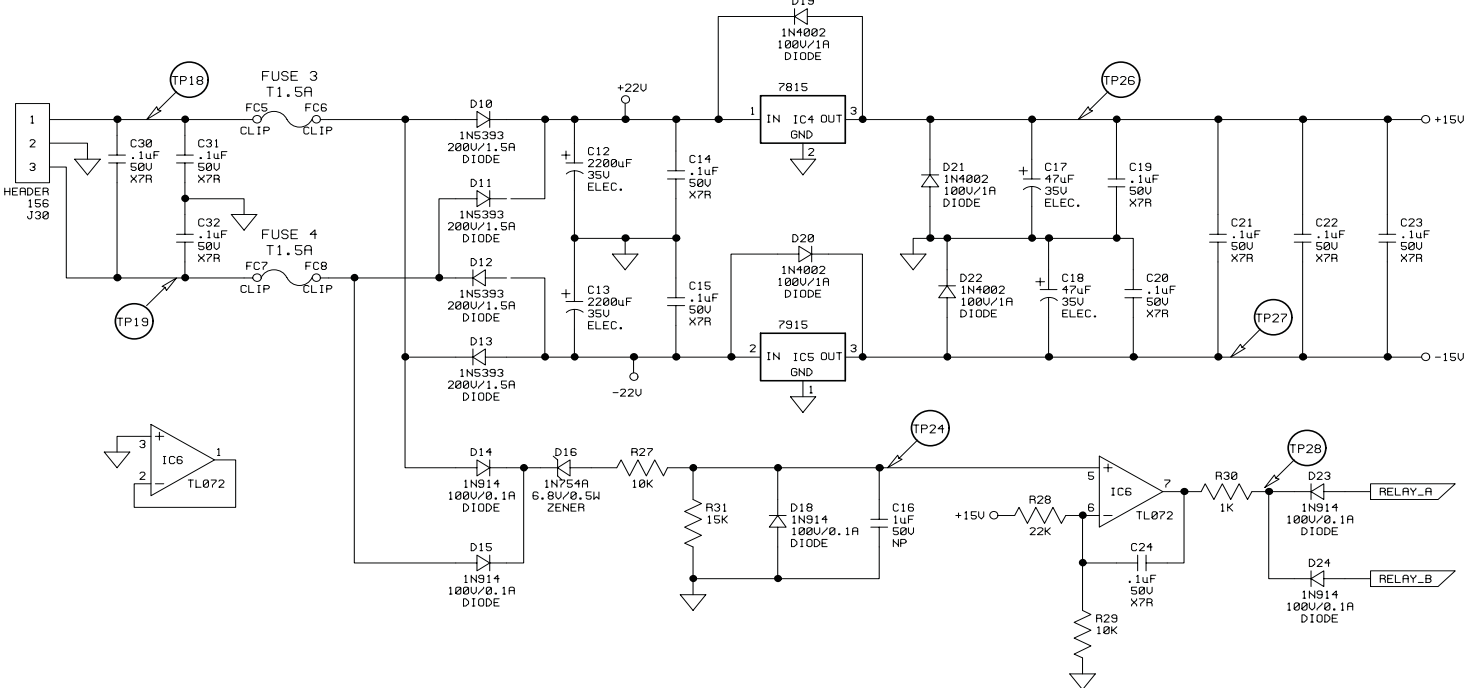 D19
1N4002
100V/1A
DIODE
TP18
FUSE 3
T1.5A
FC5
FC6
CLIP
CLIP
D10
1N5393
200V/1.5A
DIODE
+22V
7815
1
IN IC4 OUT
3
GND
2
TP26
+15V
1
2
3
HEADER
156
J30
C30
.1uF
50V
X7R
C31
.1uF
50V
X7R
C32
.1uF
50V
X7R
FUSE 4
T1.5A
FC7
FC8
CLIP
CLIP
TP19
D11
1N5393
200V/1.5A
DIODE
D12
1N5393
200V/1.5A
DIODE
D13
1N5393
200V/1.5A
DIODE
+
C12
2200uF
35V
ELEC.
C14
.1uF
50V
X7R
+
C13
2200uF
35V
ELEC.
C15
.1uF
50V
X7R
-22V
D20
1N4002
100V/1A
DIODE
7915
2
IN IC5 OUT
3
GND
1
D21
1N4002
100V/1A
DIODE
+
C17
47uF
35V
ELEC.
C19
.1uF
50V
X7R
D22
1N4002
100V/1A
DIODE
+
C18
47uF
35V
ELEC.
C20
.1uF
50V
X7R
C21
.1uF
50V
X7R
C22
.1uF
50V
X7R
C23
.1uF
50V
X7R
TP27
-15V
3
+
2
-
IC6
1
TL072
D14
1N914
100V/0.1A
DIODE
D15
1N914
100V/0.1A
DIODE
D16
1N754A
6.8V/0.5W
ZENER
R27
10K
R31
15K
D18
1N914
100V/0.1A
DIODE
C16
1uF
50V
NP
TP24
+15V
R28
22K
5
+
6
-
IC6
7
TL072
C24
.1uF
50V
X7R
R29
10K
R30
1K
TP28
D23
1N914
100V/0.1A
DIODE
RELAY_A
D24
1N914
100V/0.1A
DIODE
RELAY_B